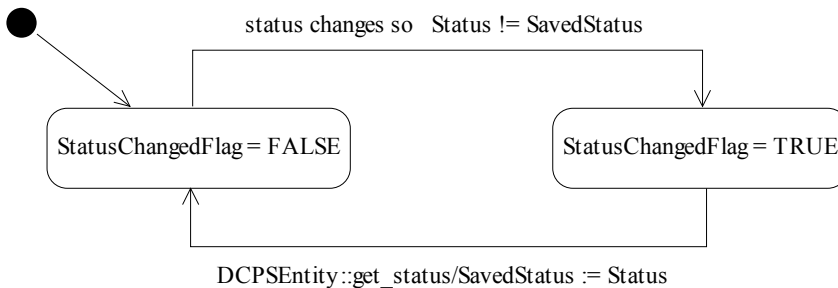 status changes so Status != SavedStatus
StatusChangedFlag = FALSE
StatusChangedFlag = TRUE
DCPSEntity::get_status/SavedStatus := Status